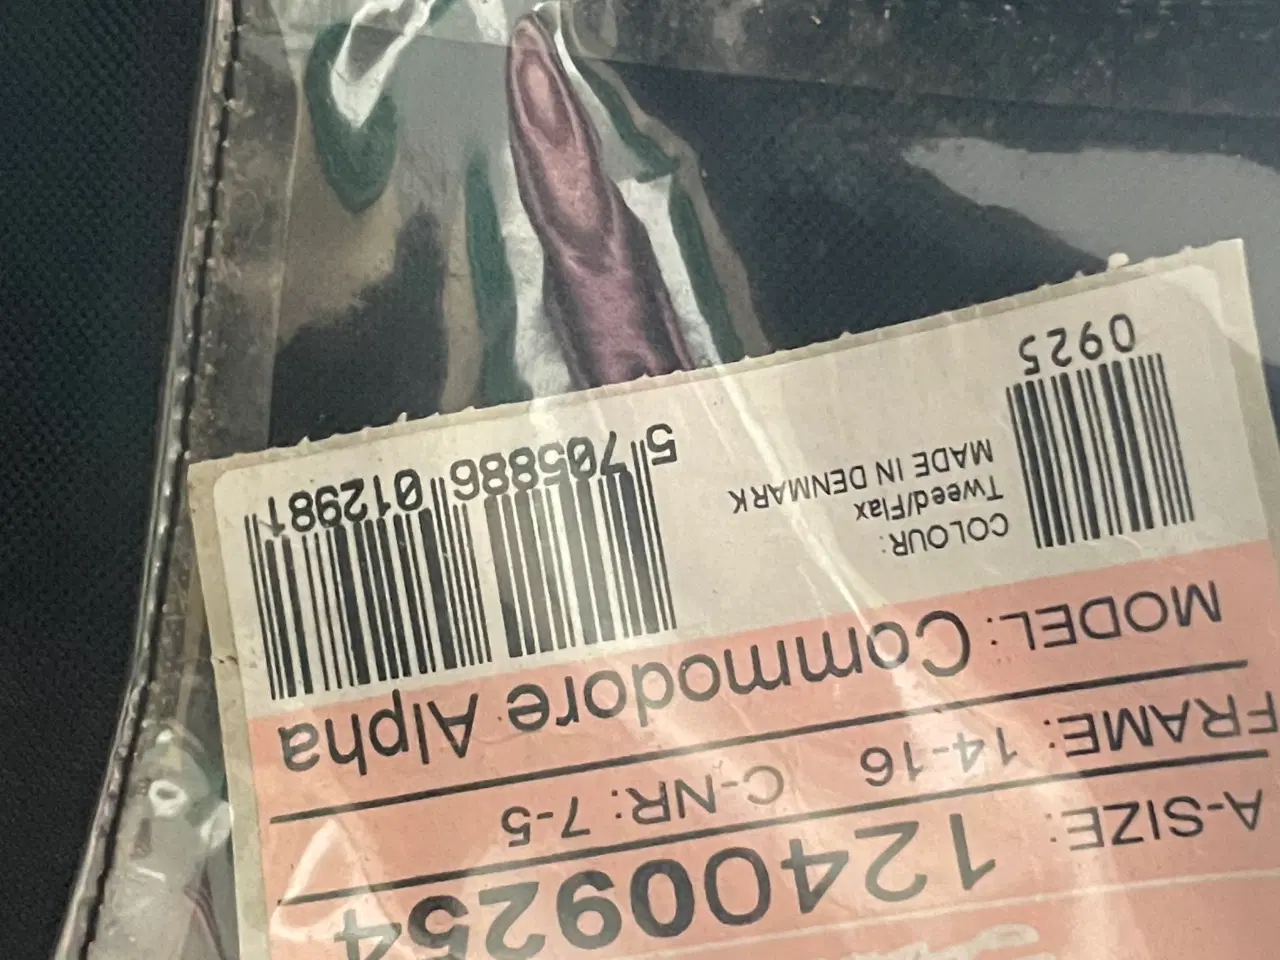 A-SIZE: 124009254
FRAME: 14-16 C-NR: 7-5
MODEL: Commodore Alpha
COLOUR:
Tweed/Flax
MADE IN DENMARK
0925
5 705886 012981